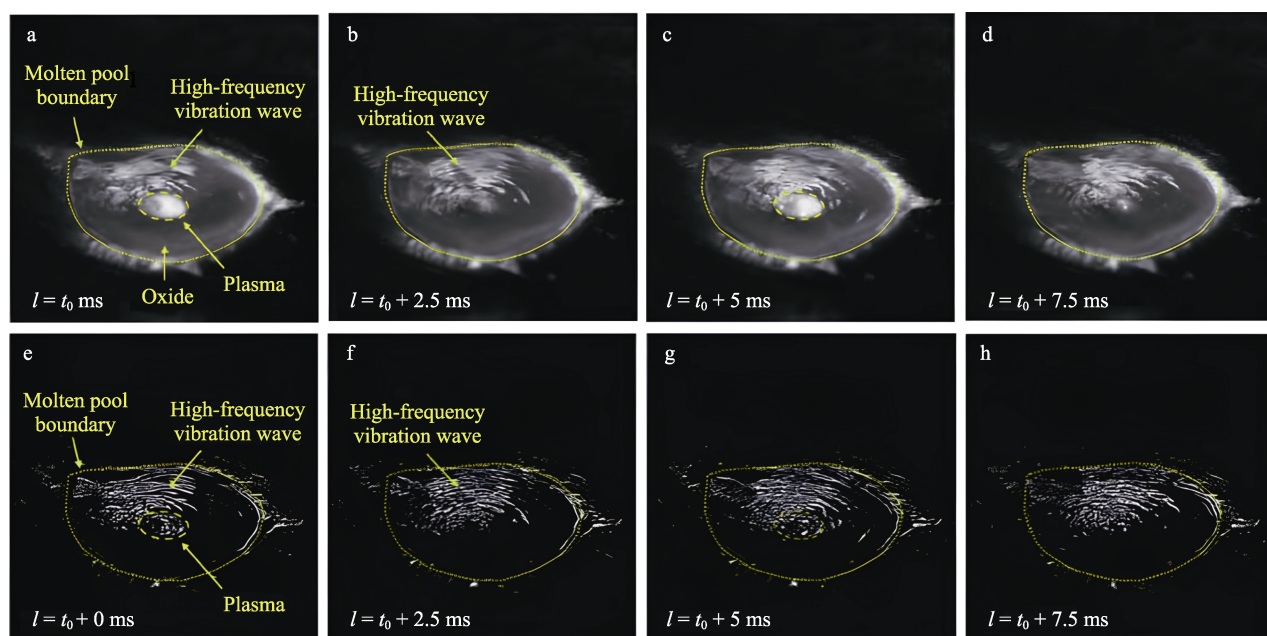 a
Molten pool
boundary
High-frequency
vibration wave
Oxide
Plasma
l = t₀ ms
b
High-frequency
vibration wave
l = t₀ + 2.5 ms
c
l = t₀ + 5 ms
d
l = t₀ + 7.5 ms
e
Molten pool
boundary
High-frequency
vibration wave
Plasma
l = t₀ + 0 ms
f
High-frequency
vibration wave
l = t₀ + 2.5 ms
g
l = t₀ + 5 ms
h
l = t₀ + 7.5 ms